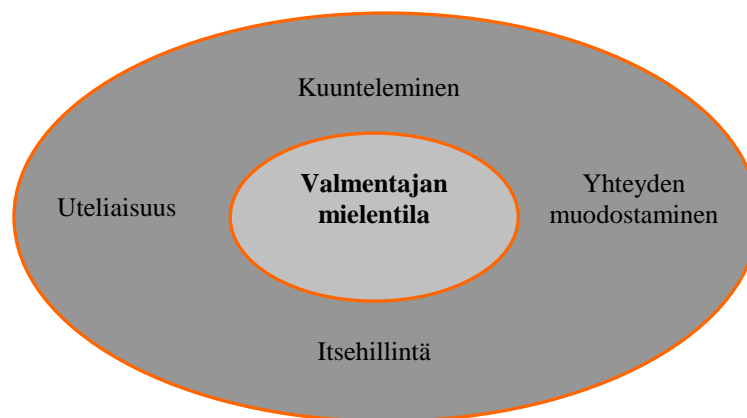 Kuunteleminen
Uteliaisuus
Valmentajan
mielentila
Yhteyden
muodostaminen
Itsehillintä